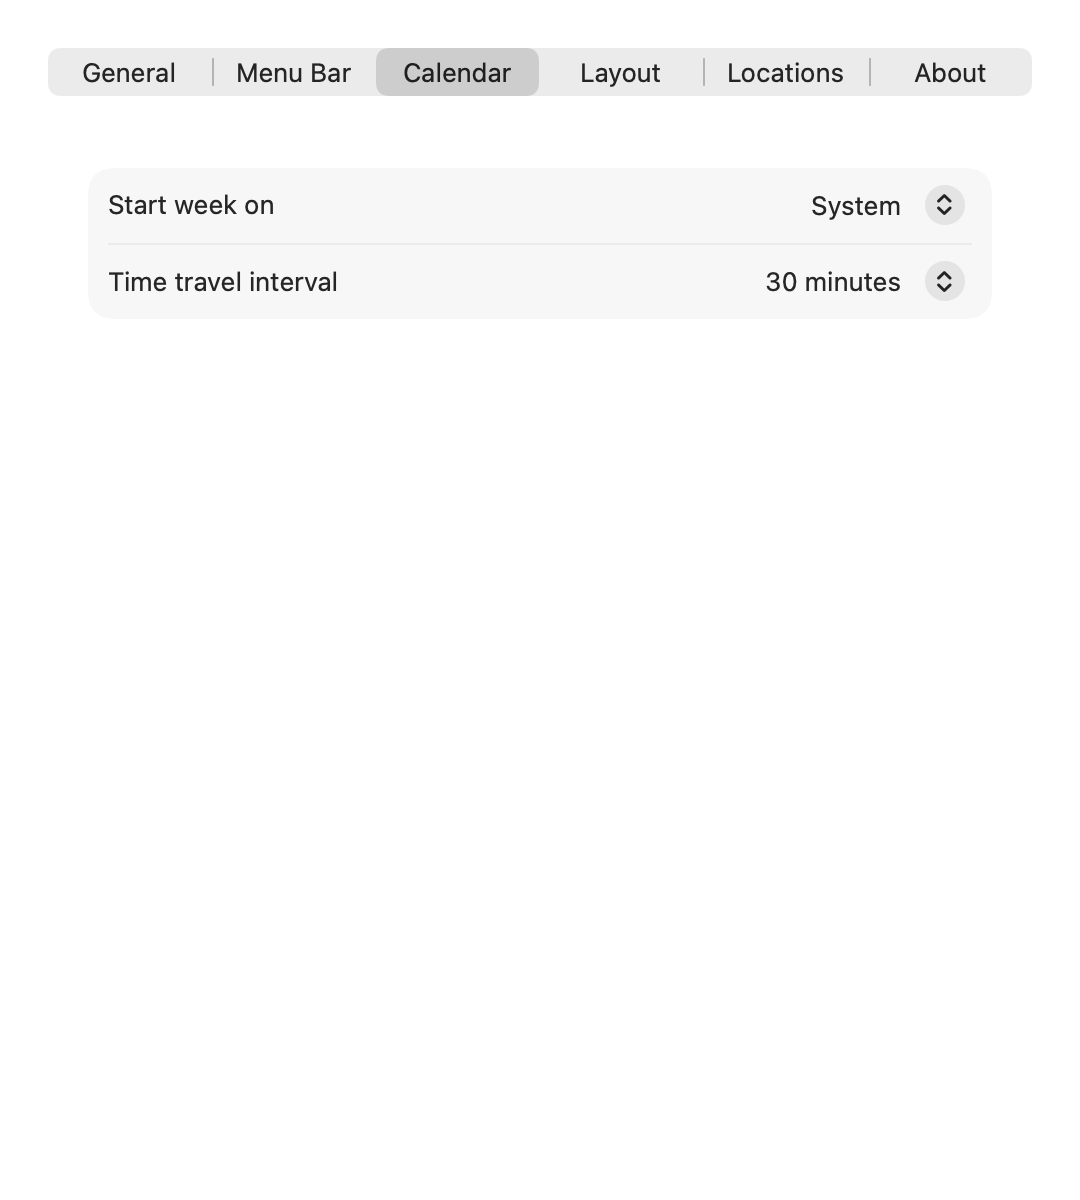 General Menu Bar Calendar Layout Locations About
Start week on System
Time travel interval 30 minutes